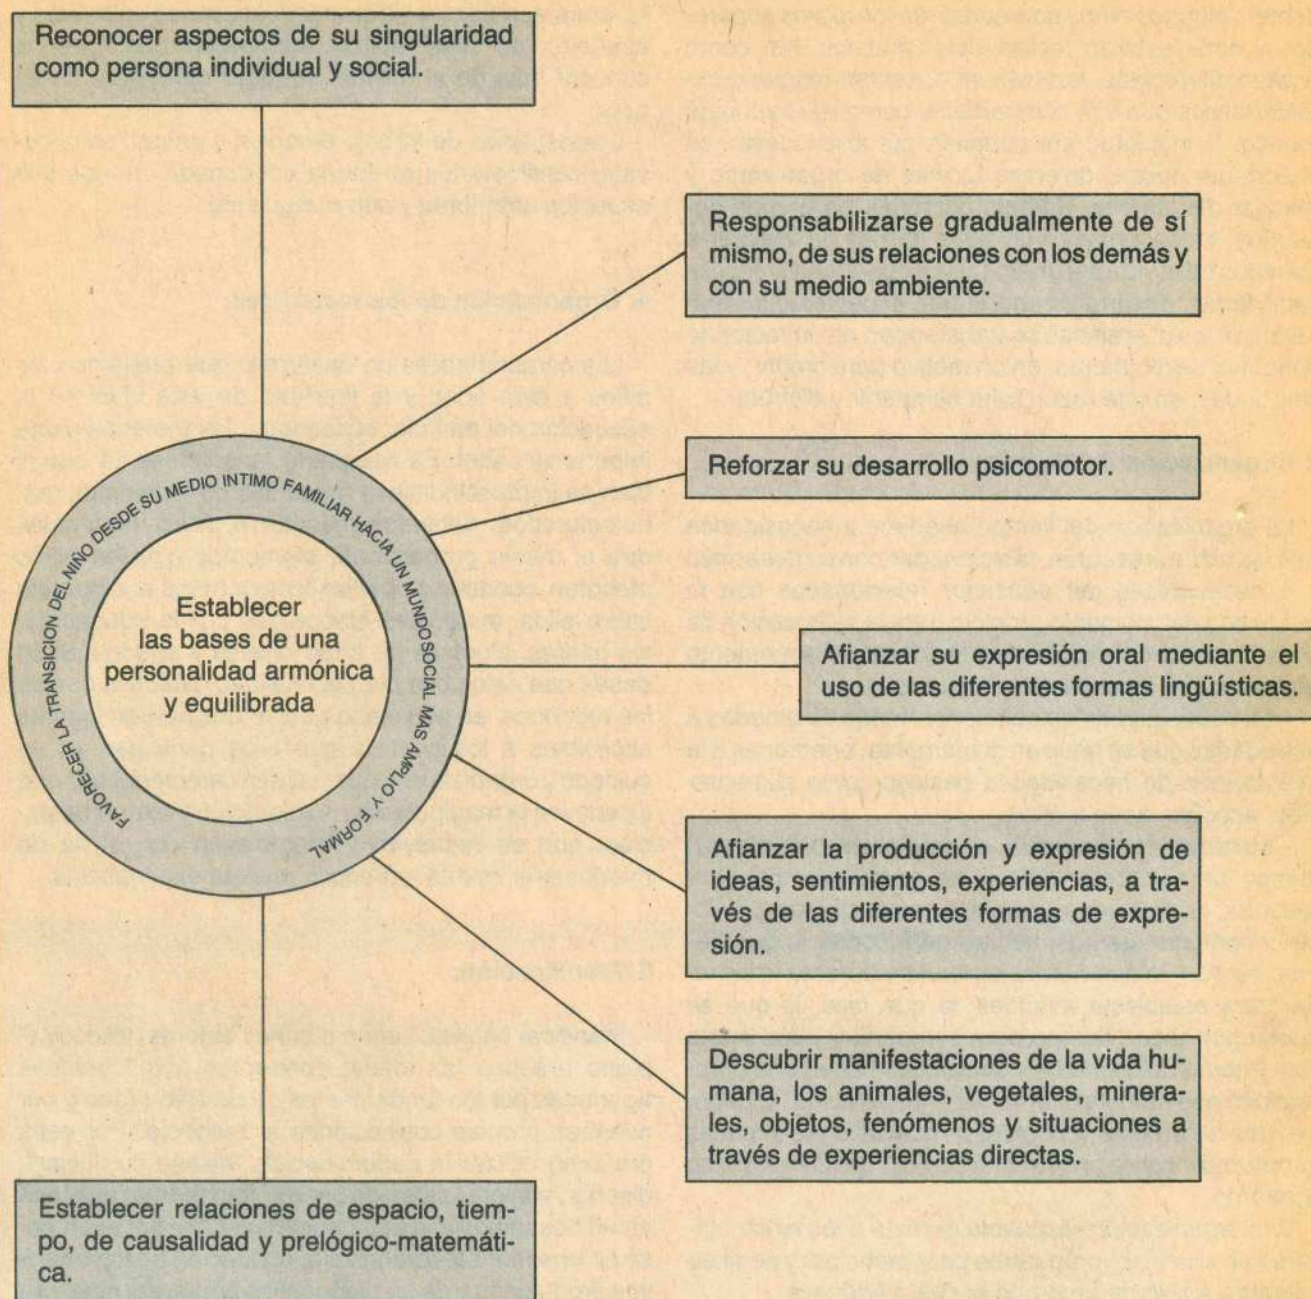 Reconocer aspectos de su singularidad
como persona individual y social.
Responsabilizarse gradualmente de sí
mismo, de sus relaciones con los demás y
con su medio ambiente.
Reforzar su desarrollo psicomotor.
FAVORECER LA TRANSICION DEL NIÑO DESDE SU MEDIO INTIMO FAMILIAR HACIA UN MUNDO SOCIAL MAS AMPLIO Y FORMAL
Establecer
las bases de una
personalidad armónica
y equilibrada
Afianzar su expresión oral mediante el
uso de las diferentes formas lingüísticas.
Afianzar la producción y expresión de
ideas, sentimientos, experiencias, a tra-
vés de las diferentes formas de expre-
sión.
Descubrir manifestaciones de la vida hu-
mana, los animales, vegetales, minera-
les, objetos, fenómenos y situaciones a
través de experiencias directas.
Establecer relaciones de espacio, tiem-
po, de causalidad y prelógico-matemáti-
ca.